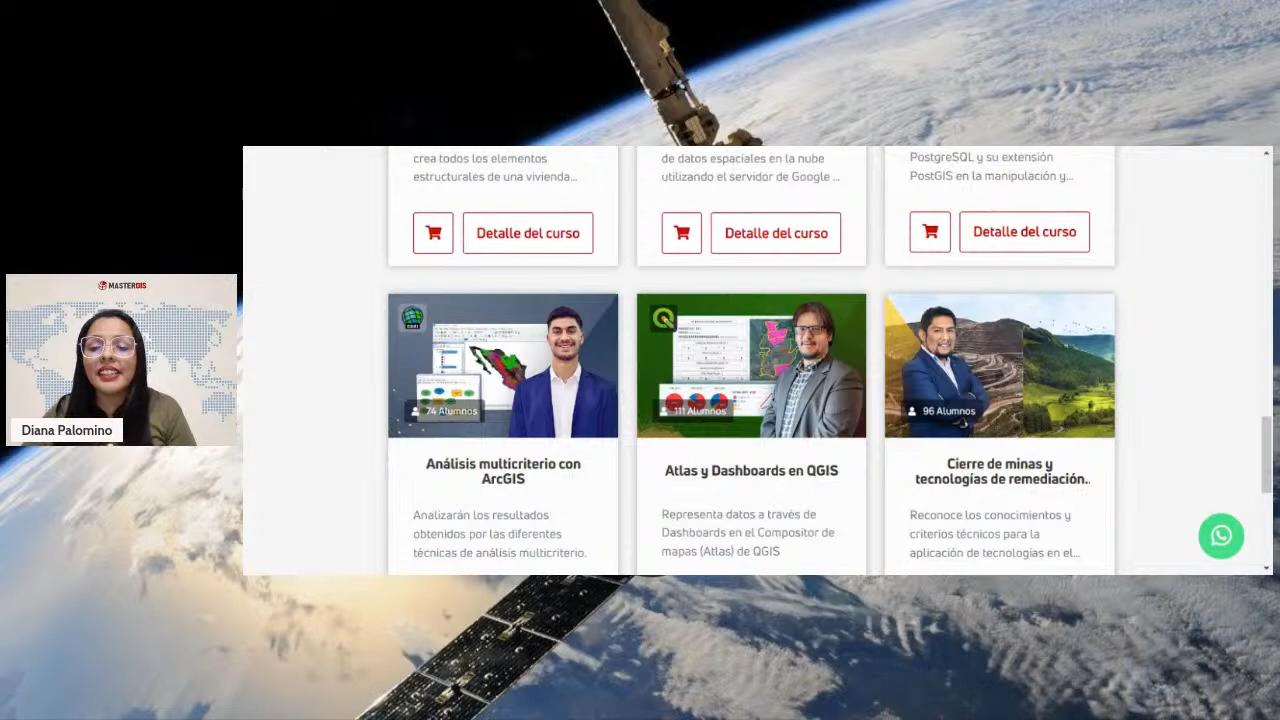 crea todos los elementos
estructurales de una vivienda...
Detalle del curso
de datos espaciales en la nube
utilizando el servidor de Google ...
Detalle del curso
PostgreSQL y su extensión
PostGIS en la manipulación y...
Detalle del curso
MASTERGIS
Diana Palomino
esri
74 Alumnos
Análisis multicriterio con
ArcGIS
Analizarán los resultados
obtenidos por las diferentes
técnicas de análisis multicriterio.
111 Alumnos
Atlas y Dashboards en QGIS
Representa datos a través de
Dashboards en el Compositor de
mapas (Atlas) de QGIS
96 Alumnos
Cierre de minas y
tecnologías de remediación..
Reconoce los conocimientos y
criterios técnicos para la
aplicación de tecnologías en el...